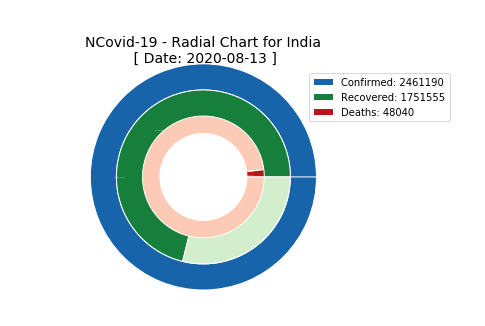 NCovid-19 - Radial Chart for India
[ Date: 2020-08-13 ]
Confirmed: 2461190
Recovered: 1751555
Deaths: 48040